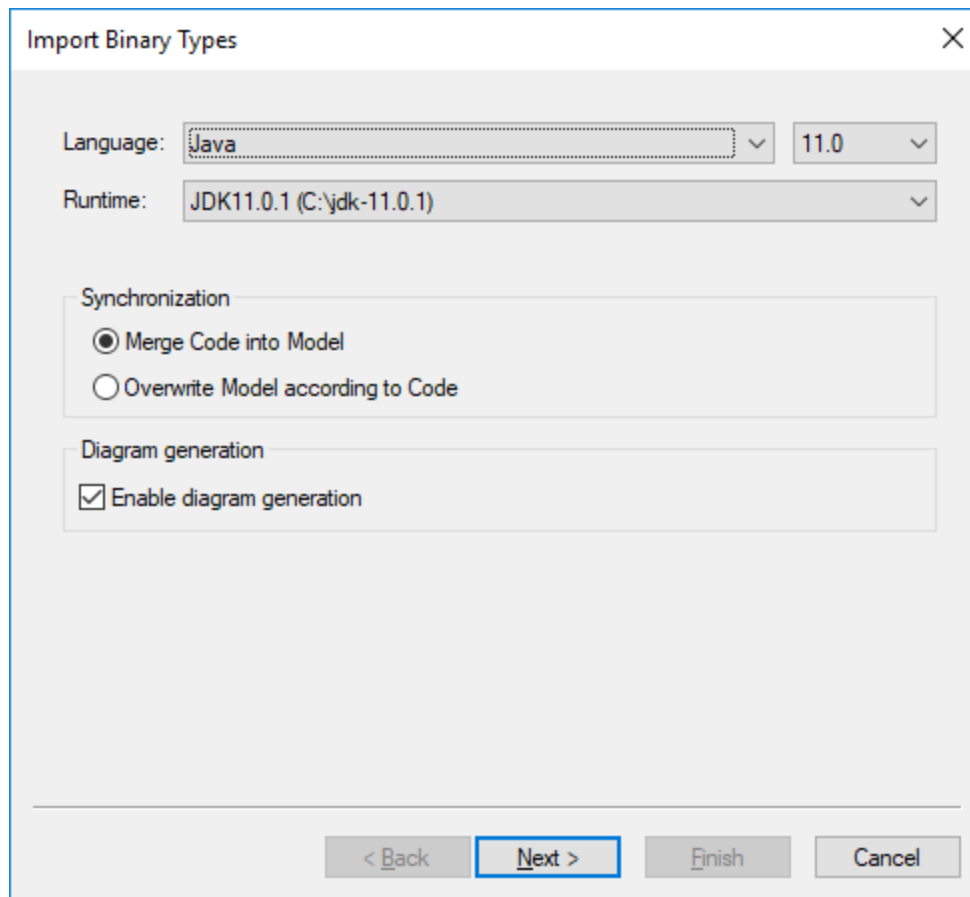 Import Binary Types
Language: Java 11.0
Runtime: JDK11.0.1 (C:\jdk-11.0.1)
Synchronization
Merge Code into Model
Overwrite Model according to Code
Diagram generation
Enable diagram generation
< Back Next > Finish Cancel